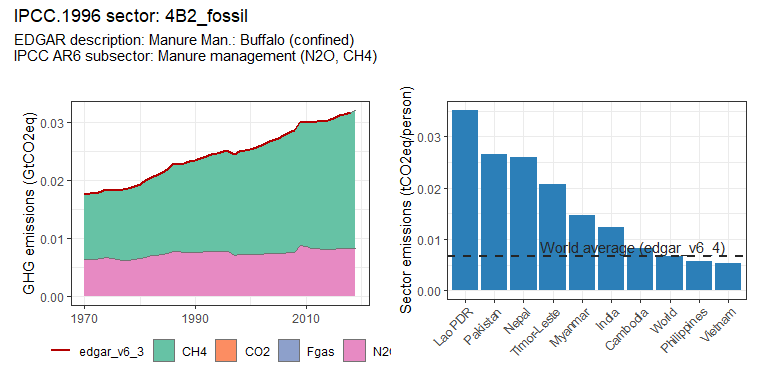 IPCC.1996 sector: 4B2_fossil
EDGAR description: Manure Man.: Buffalo (confined)
IPCC AR6 subsector: Manure management (N2O, CH4)
GHG emissions (GtCO2eq)
0.03
0.02
0.01
0.00
1970
1990
2010
edgar_v6_3
CH4
CO2
Fgas
N2O
Sector emissions (tCO2eq/person)
0.03
0.02
0.01
0.00
World average (edgar_v6_4)
Lao PDR
Pakistan
Nepal
Timor-Leste
Myanmar
India
Cambodia
World
Philippines
Vietnam